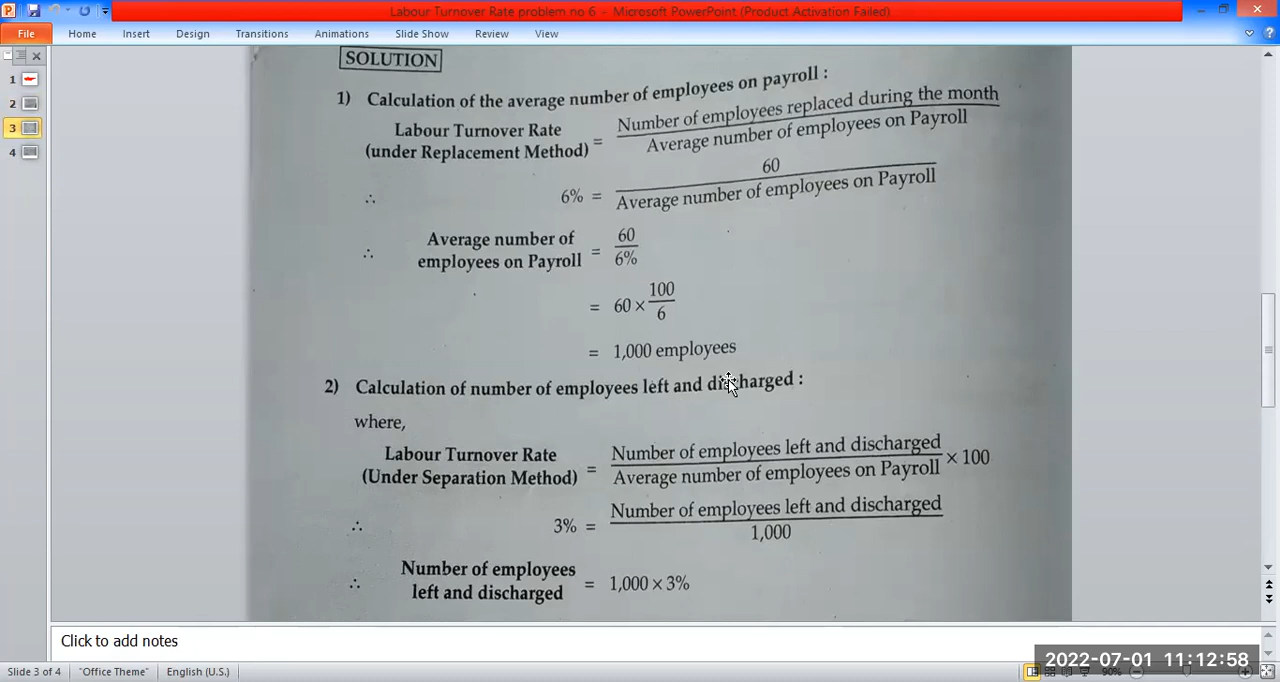 Labour Turnover Rate problem no 6 - Microsoft PowerPoint (Product Activation Failed)
File Home Insert Design Transitions Animations Slide Show Review View
1
2
3
4
SOLUTION
1) Calculation of the average number of employees on payroll :
Labour Turnover Rate
(under Replacement Method) = Number of employees replaced during the month
Average number of employees on Payroll
∴ 6% = 60
Average number of employees on Payroll
∴ Average number of
employees on Payroll = 60
6%
= 60 × 100
6
= 1,000 employees
2) Calculation of number of employees left and discharged :
where,
Labour Turnover Rate
(Under Separation Method) = Number of employees left and discharged
Average number of employees on Payroll × 100
∴ 3% = Number of employees left and discharged
1,000
∴ Number of employees
left and discharged = 1,000 × 3%
Click to add notes
2022-07-01 11:12:58
Slide 3 of 4 "Office Theme" English (U.S.) 90%